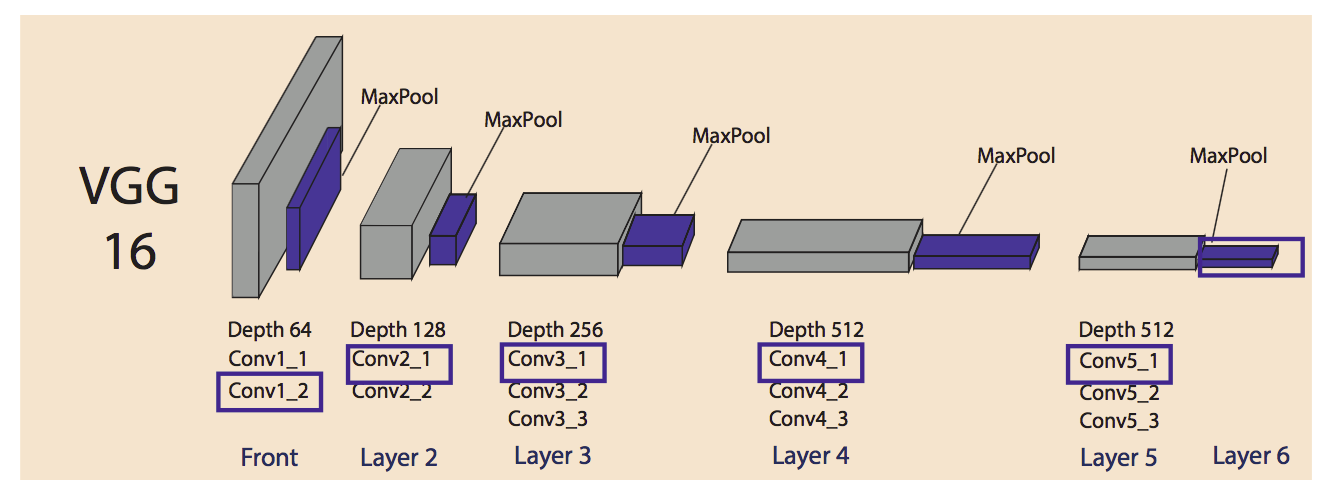 VGG
16
MaxPool
MaxPool
MaxPool
MaxPool
MaxPool
Depth 64
Conv1_1
Conv1_2
Front
Depth 128
Conv2_1
Conv2_2
Layer 2
Depth 256
Conv3_1
Conv3_2
Conv3_3
Layer 3
Depth 512
Conv4_1
Conv4_2
Conv4_3
Layer 4
Depth 512
Conv5_1
Conv5_2
Conv5_3
Layer 5
Layer 6